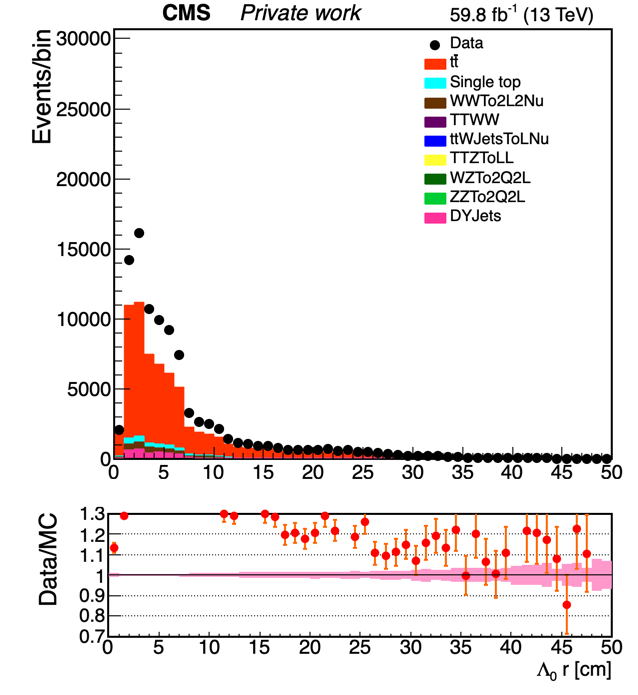 CMS Private work 59.8 fb⁻¹ (13 TeV)
Events/bin
30000
25000
20000
15000
10000
5000
0
Data
tt̄
Single top
WWTo2L2Nu
TTWW
ttWJetsToLNu
TTZToLL
WZTo2Q2L
ZZTo2Q2L
DYJets
0 5 10 15 20 25 30 35 40 45 50
Data/MC
1.3
1.2
1.1
1
0.9
0.8
0.7
0 5 10 15 20 25 30 35 40 45 50
Λ₀ r [cm]